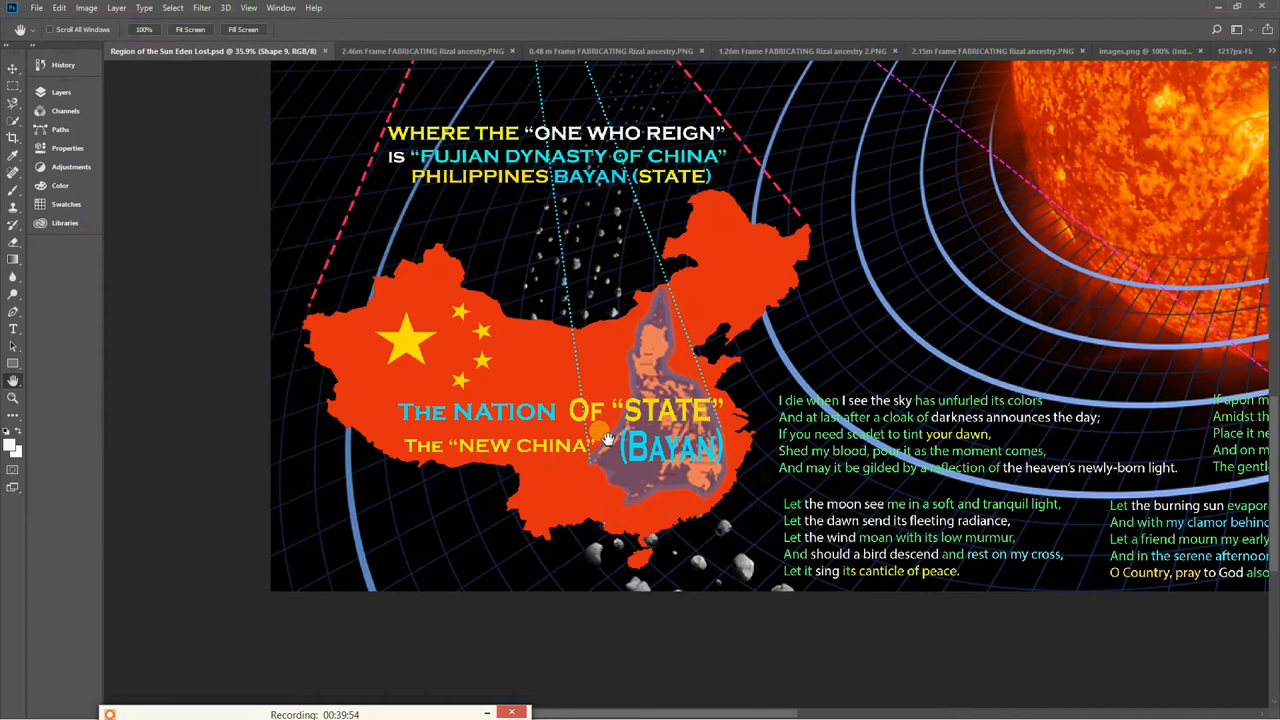 Ps File Edit Image Layer Type Select Filter 3D View Window Help
Scroll All Windows 100% Fit Screen Fill Screen
Region of the Sun Eden Lost.psd @ 35.9% (Shape 9, RGB/8) × 2.46m Frame FABRICATING Rizal ancestry.PNG × 0.48 m Frame FABRICATING Rizal ancestry.PNG × 1.26m Frame FABRICATING Rizal ancestry 2.PNG × 2.15m Frame FABRICATING Rizal ancestry.PNG × images.png @ 100% (Ind... × 1217px-Fl
History
Layers
Channels
Paths
Properties
Adjustments
Color
Swatches
Libraries
WHERE THE “ONE WHO REIGN”
IS “FUJIAN DYNASTY OF CHINA”
PHILIPPINES BAYAN (STATE)
THE NATION OF “STATE”
THE “NEW CHINA” (BAYAN)
I die when I see the sky has unfurled its colors
And at last after a cloak of darkness announces the day;
If you need scarlet to tint your dawn,
Shed my blood, pour it as the moment comes,
And may it be gilded by a reflection of the heaven's newly-born light.
Let the moon see me in a soft and tranquil light,
Let the dawn send its fleeting radiance,
Let the wind moan with its low murmur,
And should a bird descend and rest on my cross,
Let it sing its canticle of peace.
If upon m
Amidst th
Place it ne
And on m
The gentl
Let the burning sun evapor
And with my clamor behind
Let a friend mourn my early
And in the serene afternoon
O Country, pray to God also
Recording: 00:39:54